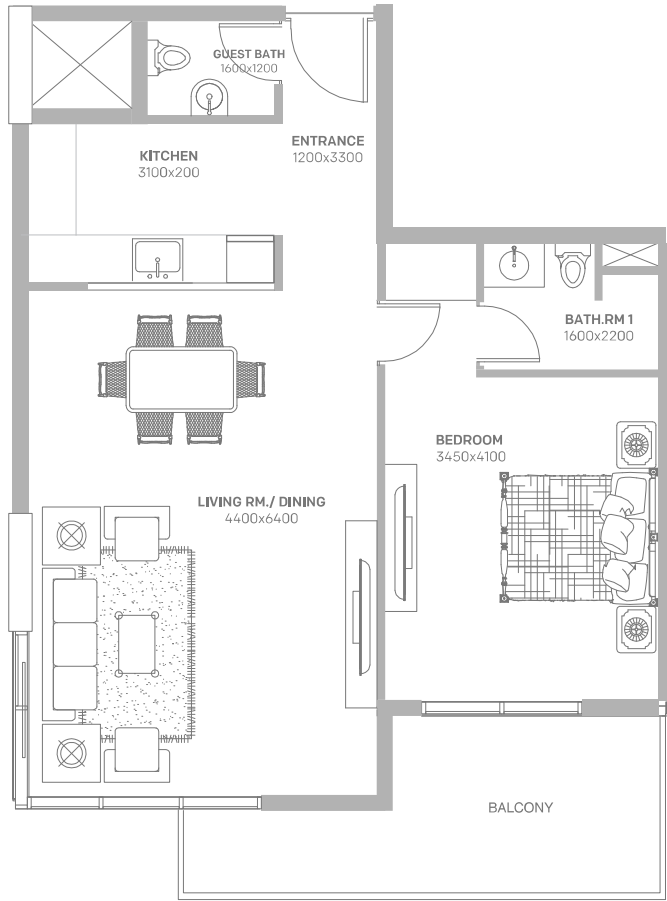 GUEST BATH
1600x1200
ENTRANCE
1200x3300
KITCHEN
3100x200
BATH.RM 1
1600x2200
BEDROOM
3450x4100
LIVING RM./ DINING
4400x6400
BALCONY